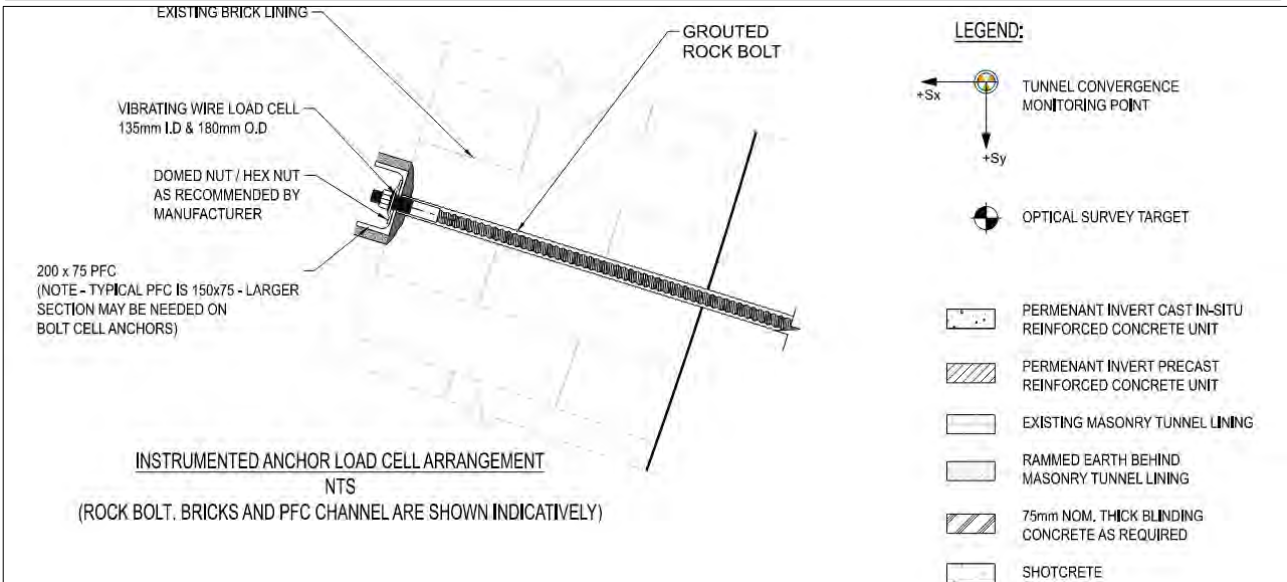 EXISTING BRICK LINING
GROUTED
ROCK BOLT
VIBRATING WIRE LOAD CELL
135mm I.D & 180mm O.D
DOMED NUT / HEX NUT
AS RECOMMENDED BY
MANUFACTURER
200 x 75 PFC
(NOTE - TYPICAL PFC IS 150x75 - LARGER
SECTION MAY BE NEEDED ON
BOLT CELL ANCHORS)
INSTRUMENTED ANCHOR LOAD CELL ARRANGEMENT
NTS
(ROCK BOLT. BRICKS AND PFC CHANNEL ARE SHOWN INDICATIVELY)
LEGEND:
+Sx
+Sy
TUNNEL CONVERGENCE
MONITORING POINT
OPTICAL SURVEY TARGET
PERMENANT INVERT CAST IN-SITU
REINFORCED CONCRETE UNIT
PERMENANT INVERT PRECAST
REINFORCED CONCRETE UNIT
EXISTING MASONRY TUNNEL LINING
RAMMED EARTH BEHIND
MASONRY TUNNEL LINING
75mm NOM. THICK BLINDING
CONCRETE AS REQUIRED
SHOTCRETE